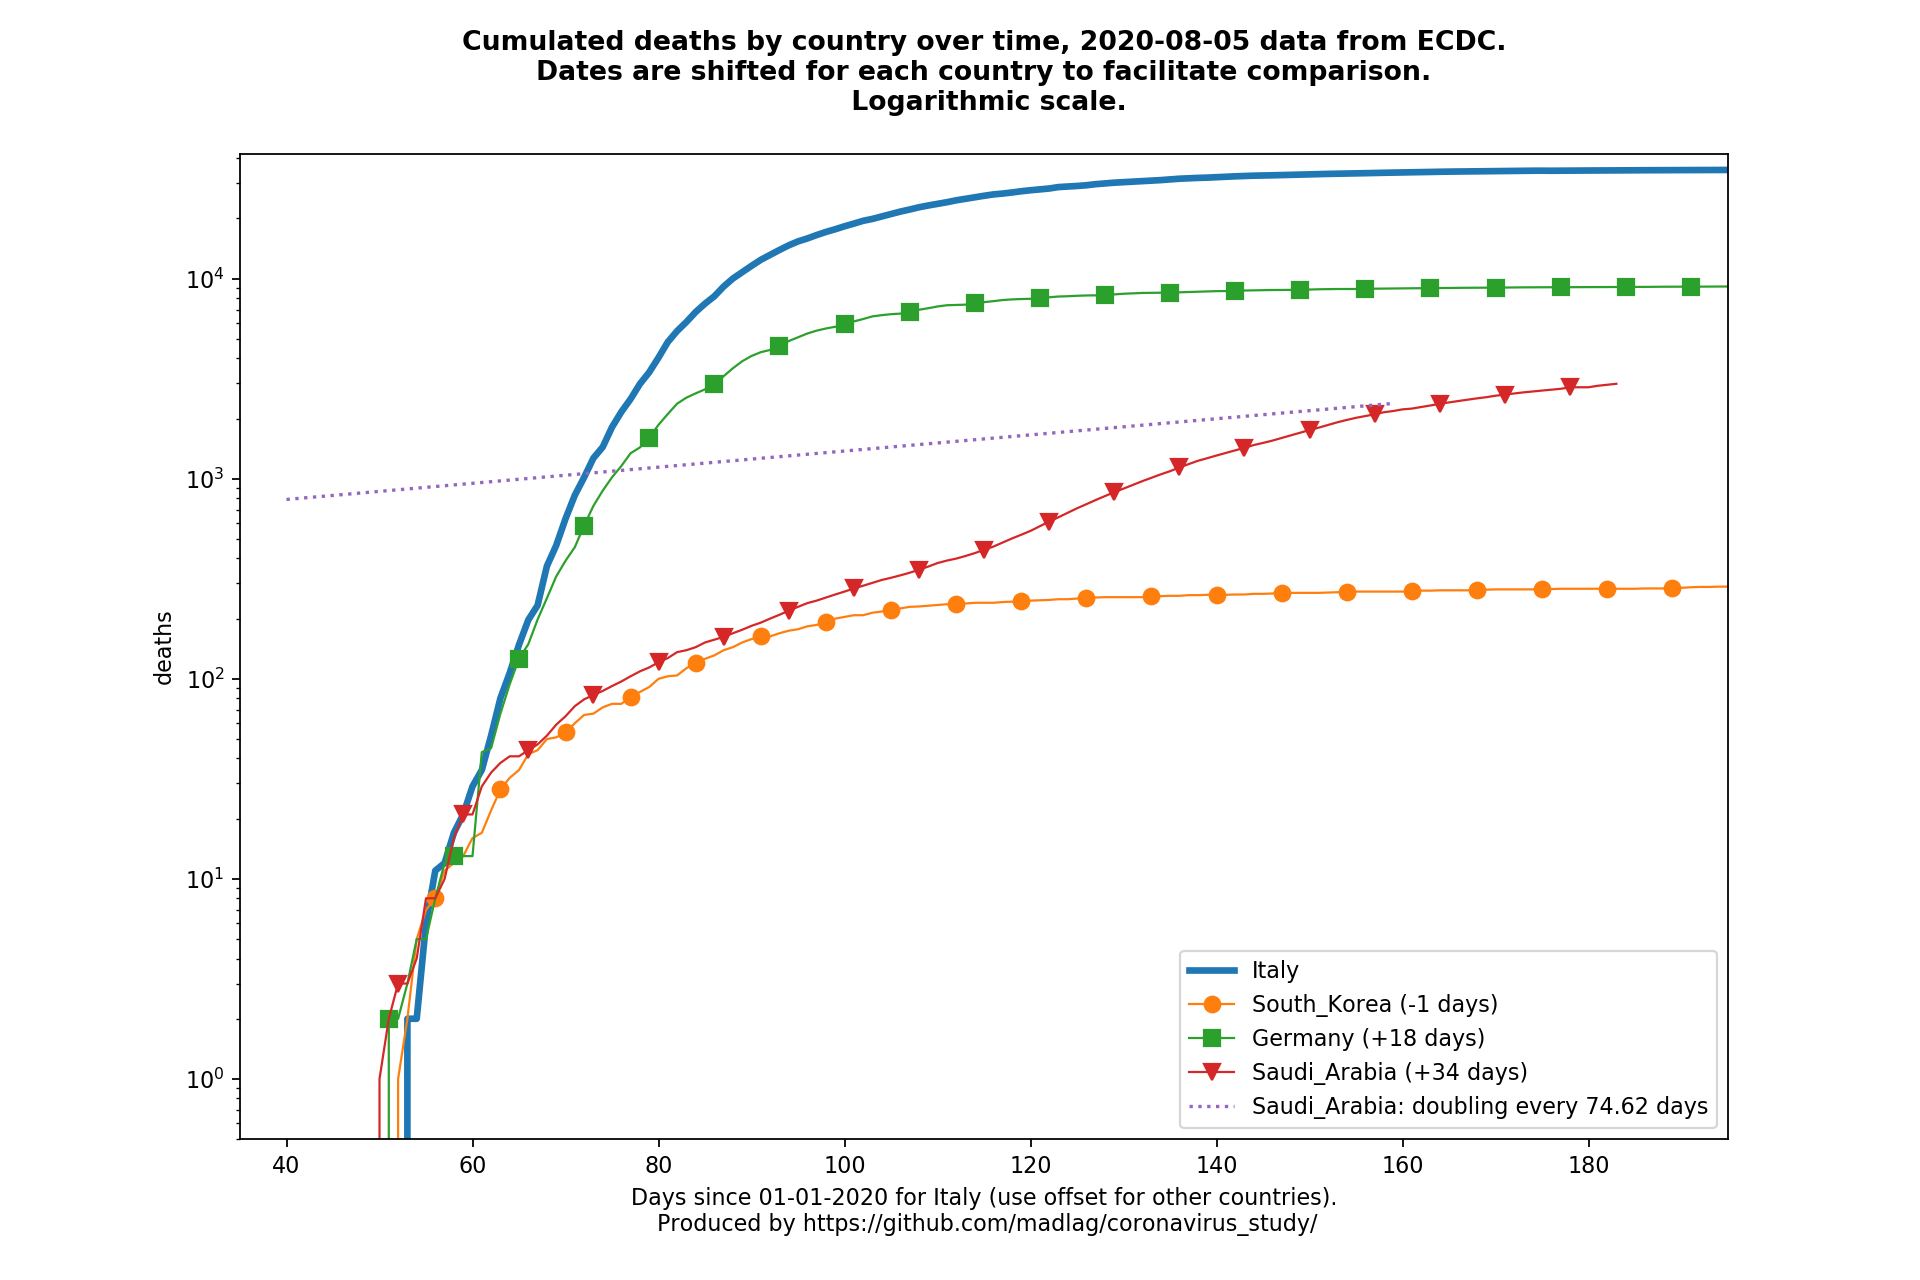 Cumulated deaths by country over time, 2020-08-05 data from ECDC.
Dates are shifted for each country to facilitate comparison.
Logarithmic scale.
deaths
10^4
10^3
10^2
10^1
10^0
40 60 80 100 120 140 160 180
Days since 01-01-2020 for Italy (use offset for other countries).
Produced by https://github.com/madlag/coronavirus_study/
Italy
South_Korea (-1 days)
Germany (+18 days)
Saudi_Arabia (+34 days)
Saudi_Arabia: doubling every 74.62 days